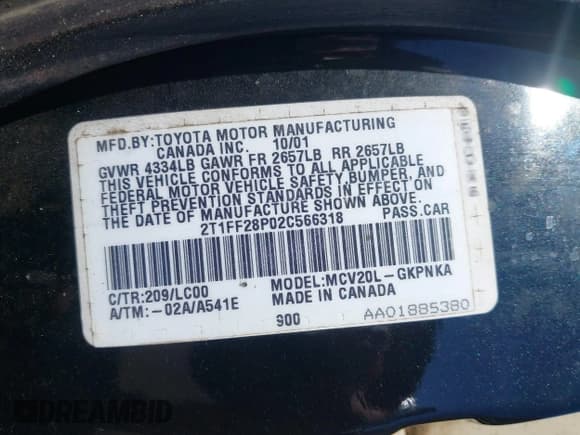 MFD.BY:TOYOTA MOTOR MANUFACTURING
CANADA INC. 10/01
GVWR 4334LB GAWR FR 2657LB RR 2657LB
THIS VEHICLE CONFORMS TO ALL APPLICABLE
FEDERAL MOTOR VEHICLE SAFETY,BUMPER, AND
THEFT PREVENTION STANDARDS IN EFFECT ON
THE DATE OF MANUFACTURE SHOWN ABOVE.
2T1FF28P02C566318 PASS.CAR
C/TR:209/LC00 MODEL:MCV20L-GKPNKA
A/TM:-02A/A541E MADE IN CANADA
900 AA01885380
DREAMBID